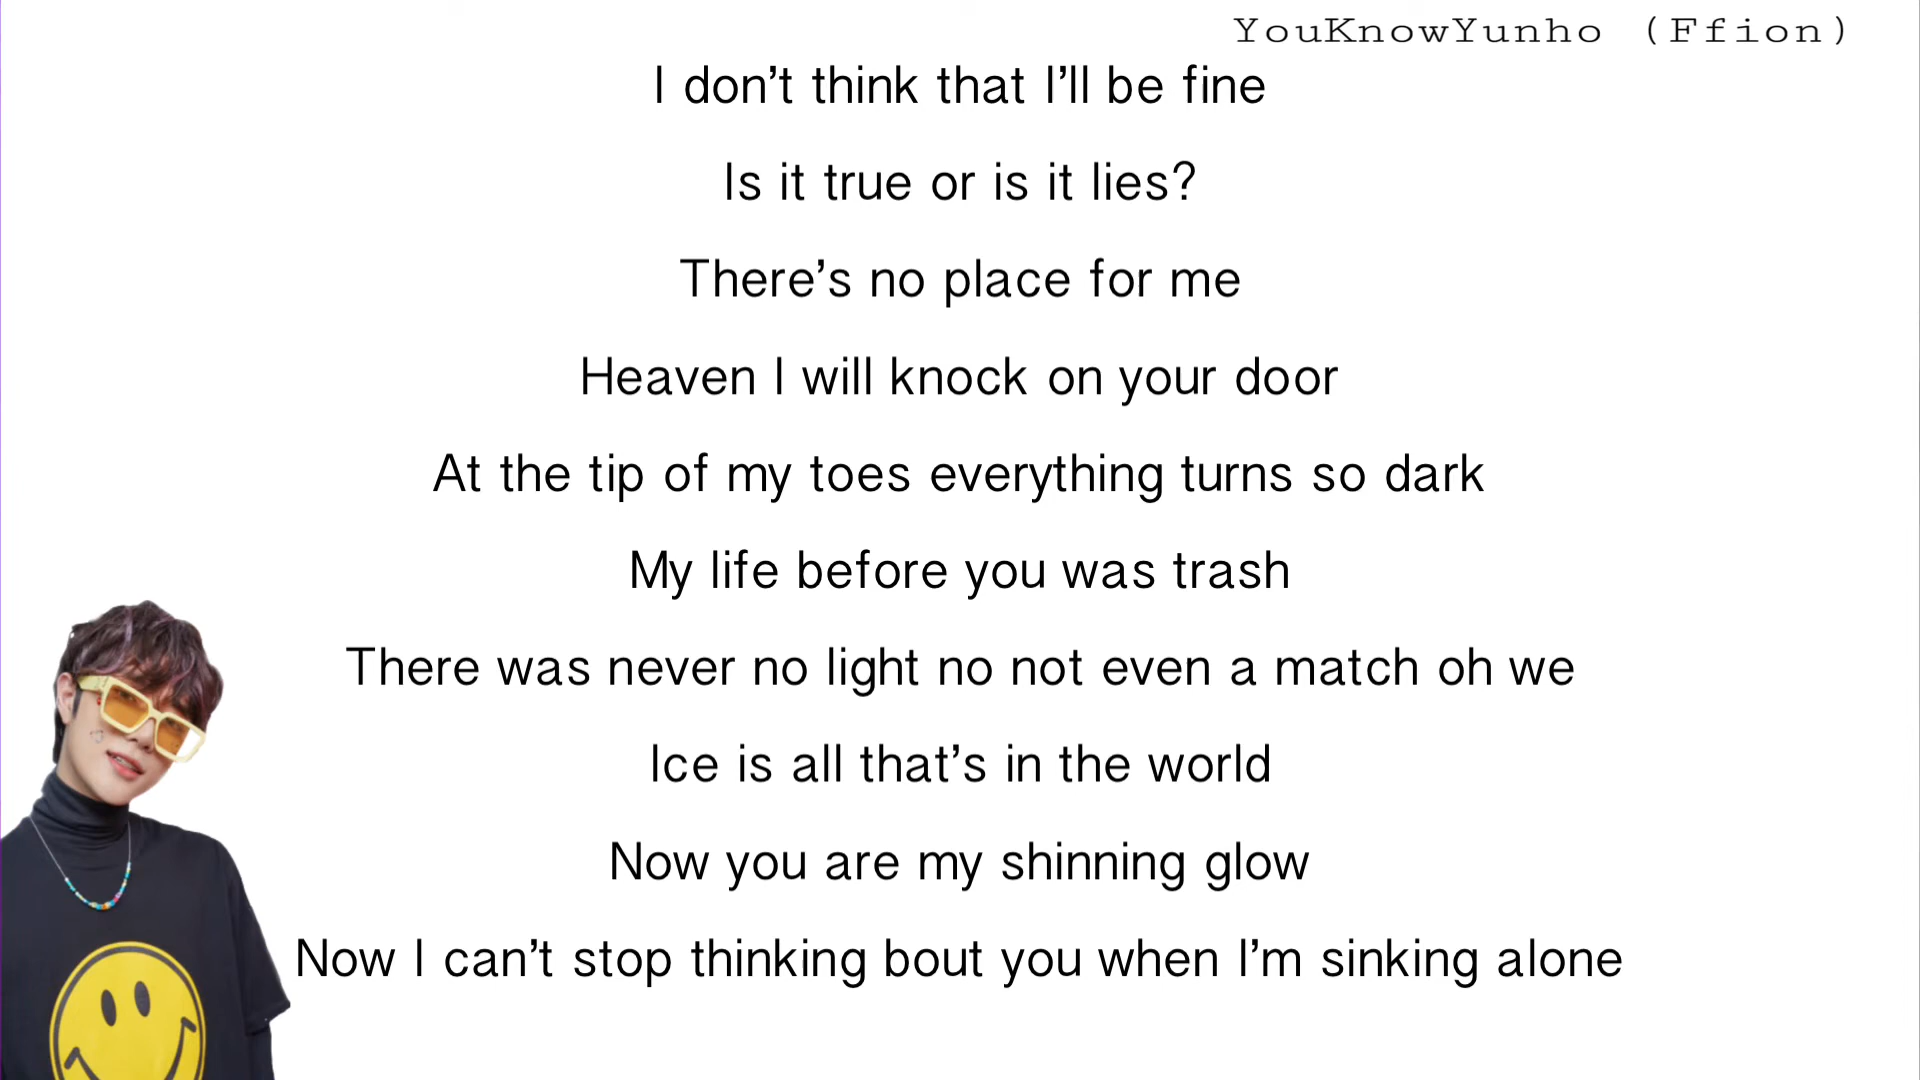 YouKnowYunho (Ffion)
I don’t think that I’ll be fine
Is it true or is it lies?
There’s no place for me
Heaven I will knock on your door
At the tip of my toes everything turns so dark
My life before you was trash
There was never no light no not even a match oh we
Ice is all that’s in the world
Now you are my shinning glow
Now I can’t stop thinking bout you when I’m sinking alone